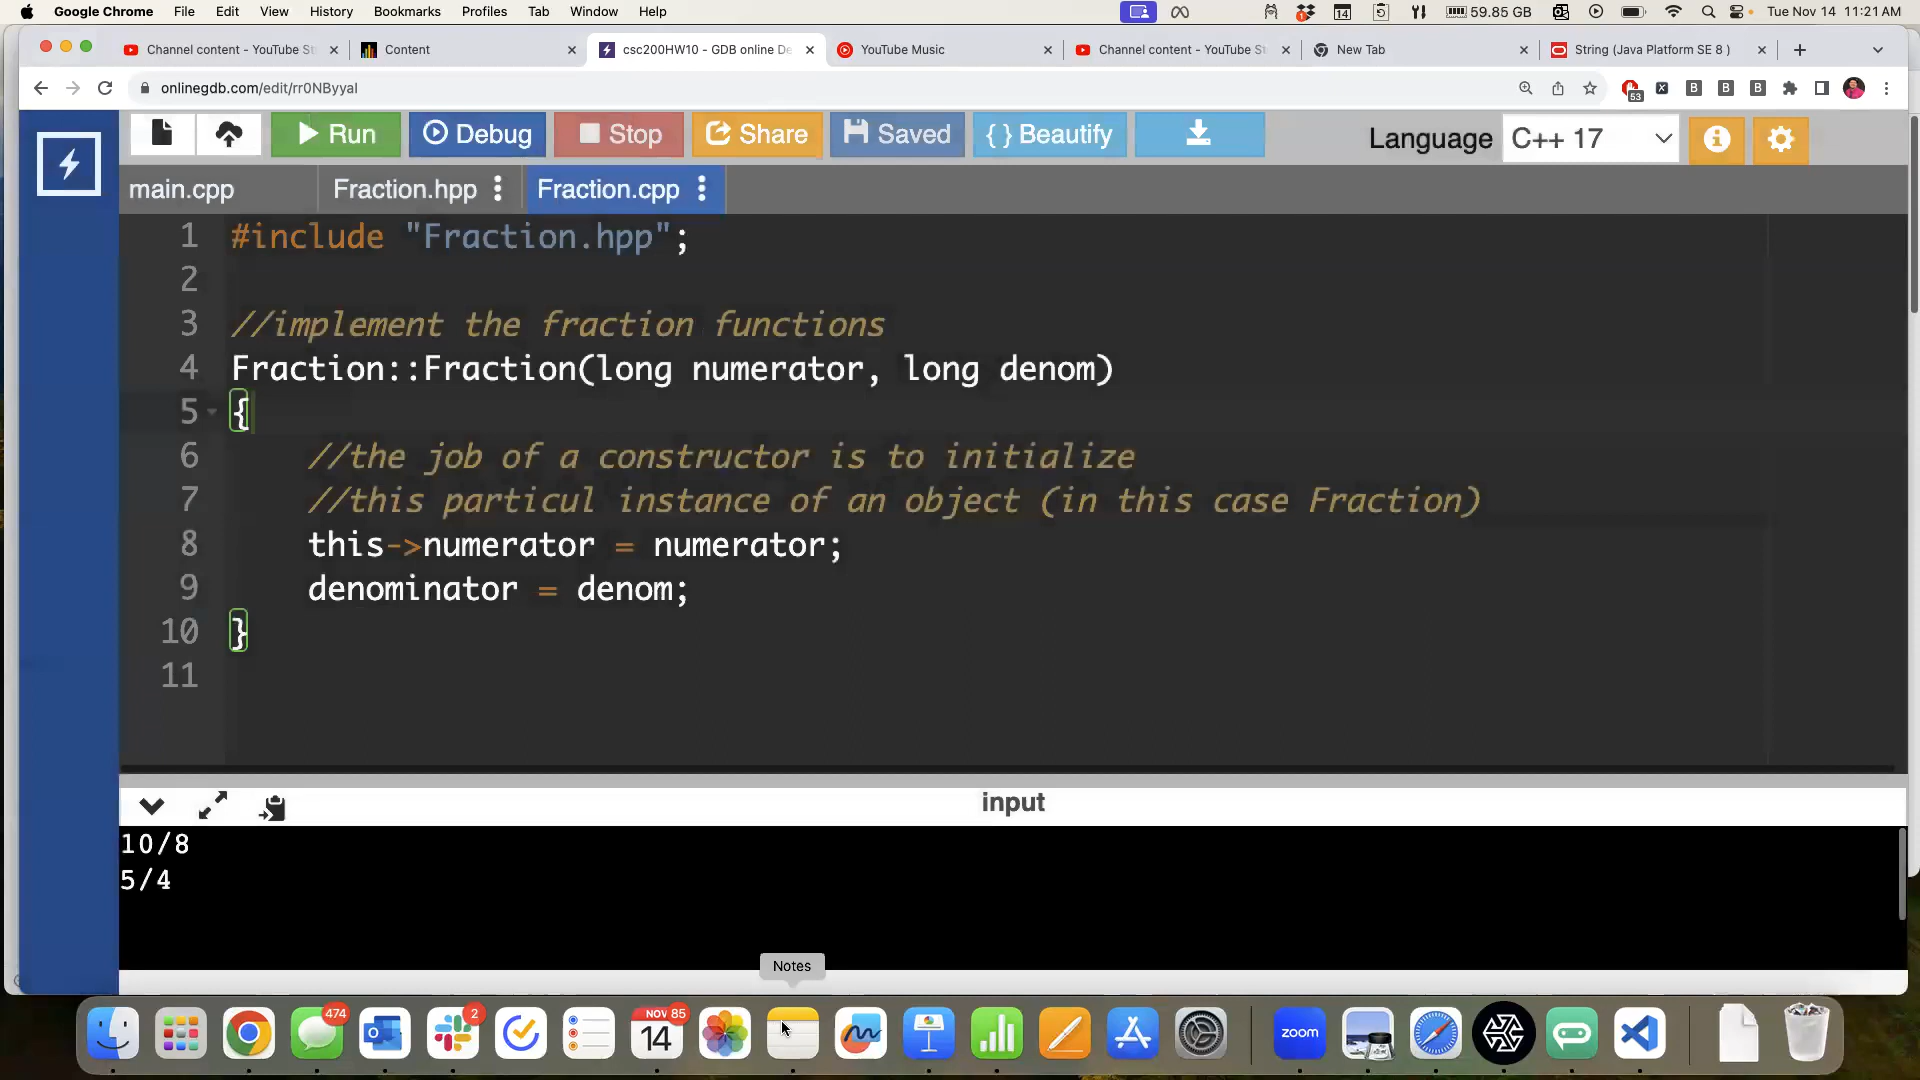 Google Chrome File Edit View History Bookmarks Profiles Tab Window Help 14 59.85 GB Tue Nov 14 11:21 AM
Channel content - YouTube St Content csc200HW10 - GDB online De YouTube Music Channel content - YouTube St New Tab String (Java Platform SE 8 )
onlinegdb.com/edit/rr0NByyal 53
Run Debug Stop Share Saved { } Beautify Language C++ 17
main.cpp Fraction.hpp Fraction.cpp
1 #include "Fraction.hpp";
2
3 //implement the fraction functions
4 Fraction::Fraction(long numerator, long denom)
5 {
6 //the job of a constructor is to initialize
7 //this particul instance of an object (in this case Fraction)
8 this->numerator = numerator;
9 denominator = denom;
10 }
11
input
10/8
5/4
Notes
474 2 NOV 85 14 zoom